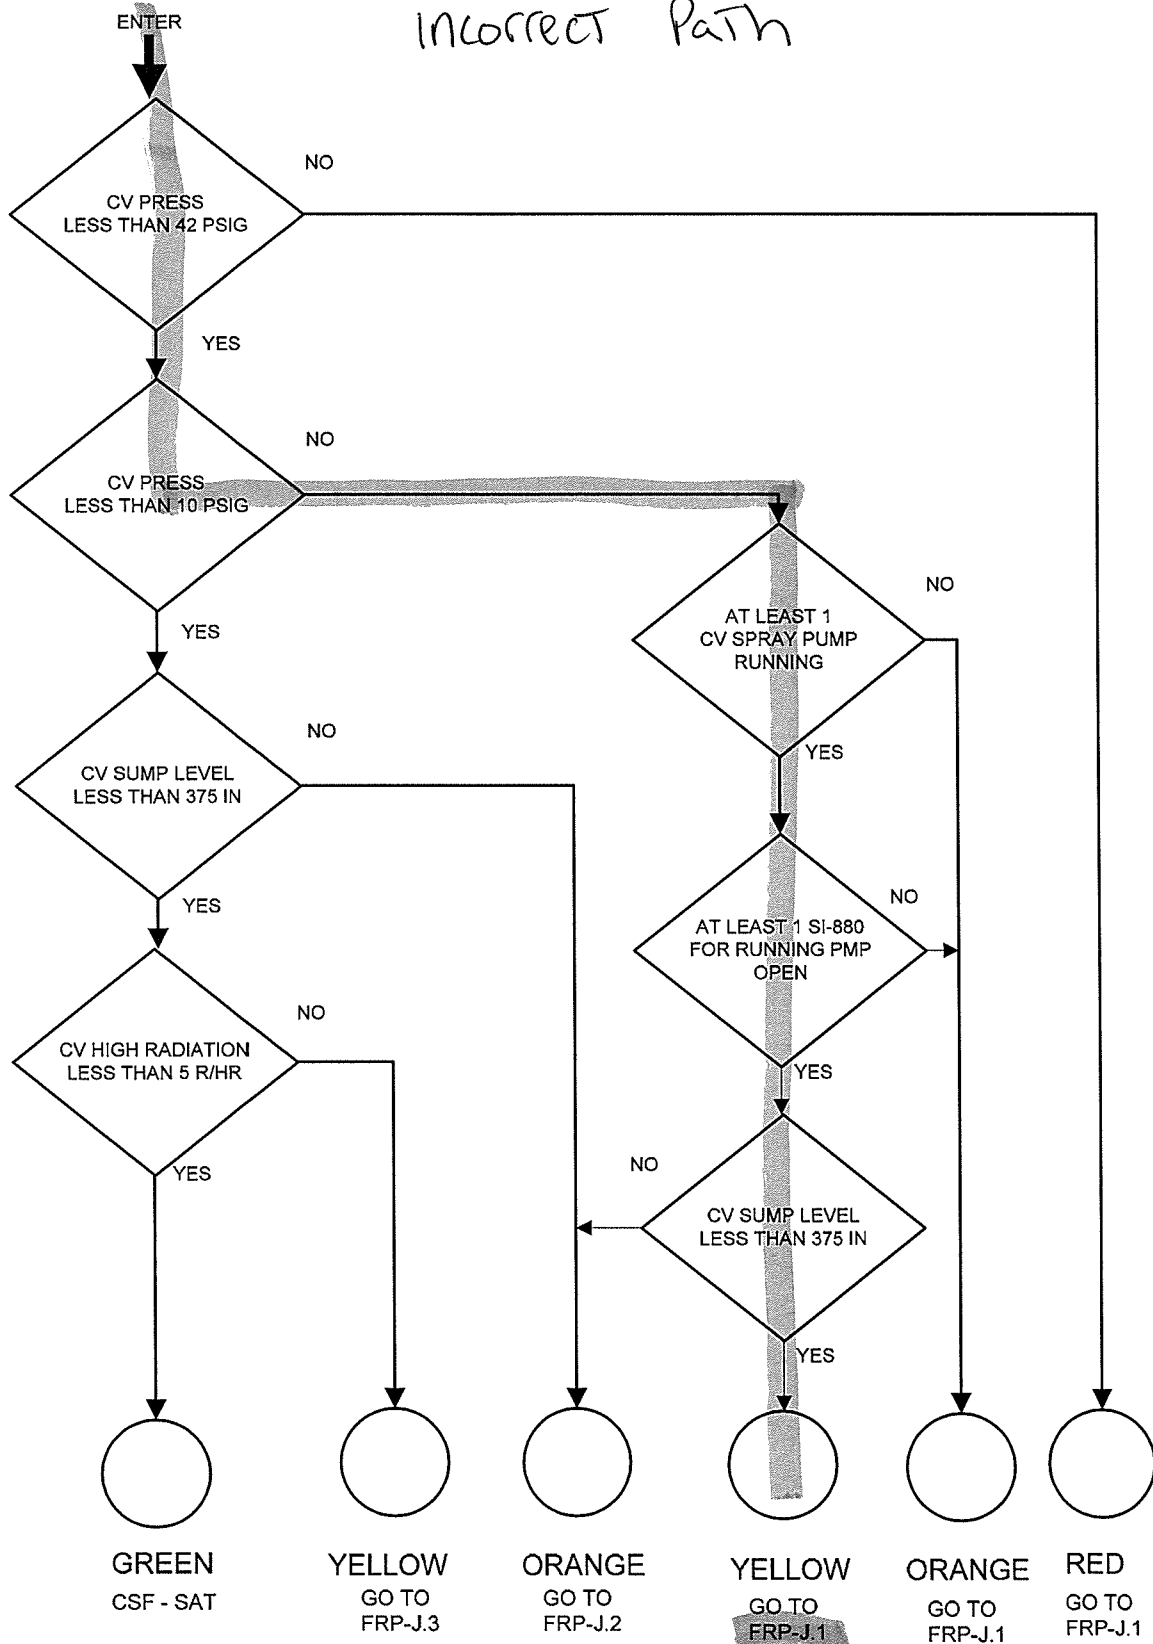 Incorrect Path
ENTER
NO
CV PRESS
LESS THAN 42 PSIG
YES
NO
CV PRESS
LESS THAN 10 PSIG
NO
AT LEAST 1
CV SPRAY PUMP
RUNNING
YES
NO
CV SUMP LEVEL
LESS THAN 375 IN
YES
YES
NO
AT LEAST 1 SI-880
FOR RUNNING PMP
OPEN
NO
CV HIGH RADIATION
LESS THAN 5 R/HR
YES
YES
NO
CV SUMP LEVEL
LESS THAN 375 IN
YES
GREEN
CSF - SAT
YELLOW
GO TO
FRP-J.3
ORANGE
GO TO
FRP-J.2
YELLOW
GO TO
FRP-J.1
ORANGE
GO TO
FRP-J.1
RED
GO TO
FRP-J.1